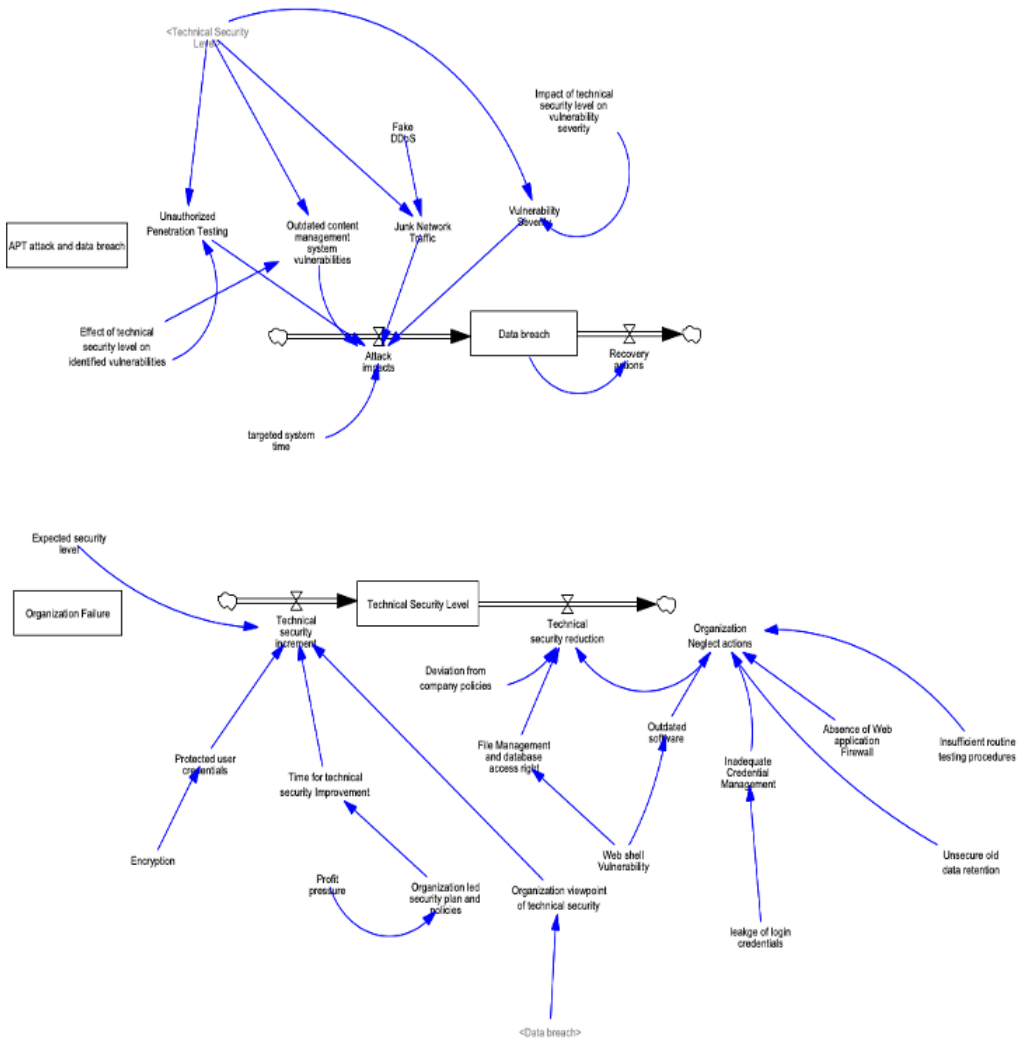 <Technical Security
Level>
Impact of technical
security level on
vulnerability
severity
Fake
DDoS
Unauthorized
Penetration Testing
Outdated content
management
system
vulnerabilities
Junk Network
Traffic
Vulnerability
Severity
APT attack and data breach
Effect of technical
security level on
identified vulnerabilities
Data breach
Attack
impacts
Recovery
actions
targeted system
time
Expected security
level
Organization Failure
Technical Security Level
Technical
security
increment
Technical
security reduction
Organization
Neglect actions
Deviation from
company policies
Protected user
credentials
Time for technical
security Improvement
File Management
and database
access right
Outdated
software
Inadequate
Credential
Management
Absence of Web
application
Firewall
Insufficient routine
testing procedures
Encryption
Profit
pressure
Organization led
security plan and
policies
Organization viewpoint
of technical security
Web shell
Vulnerability
Unsecure old
data retention
leakge of login
credentials
<Data breach>